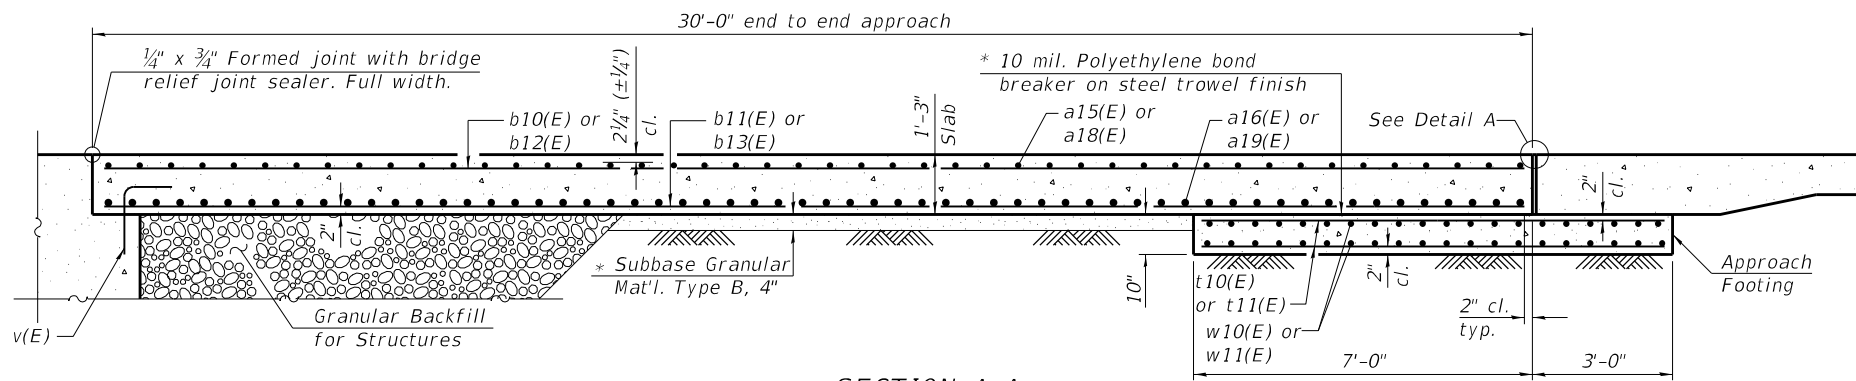 30'-0" end to end approach
1/4" x 3/4" Formed joint with bridge
relief joint sealer. Full width.
2 1/4" (±1/4")
cl.
* 10 mil. Polyethylene bond
breaker on steel trowel finish
b10(E) or
b12(E)
b11(E) or
b13(E)
1'-3"
Slab
a15(E) or
a18(E)
a16(E) or
a19(E)
See Detail A
2"
cl.
2"
cl.
* Subbase Granular
Mat'l. Type B, 4"
10"
t10(E)
or t11(E)
2"
cl.
Approach
Footing
2" cl.
typ.
w10(E) or
w11(E)
v(E)
Granular Backfill
for Structures
7'-0"
3'-0"